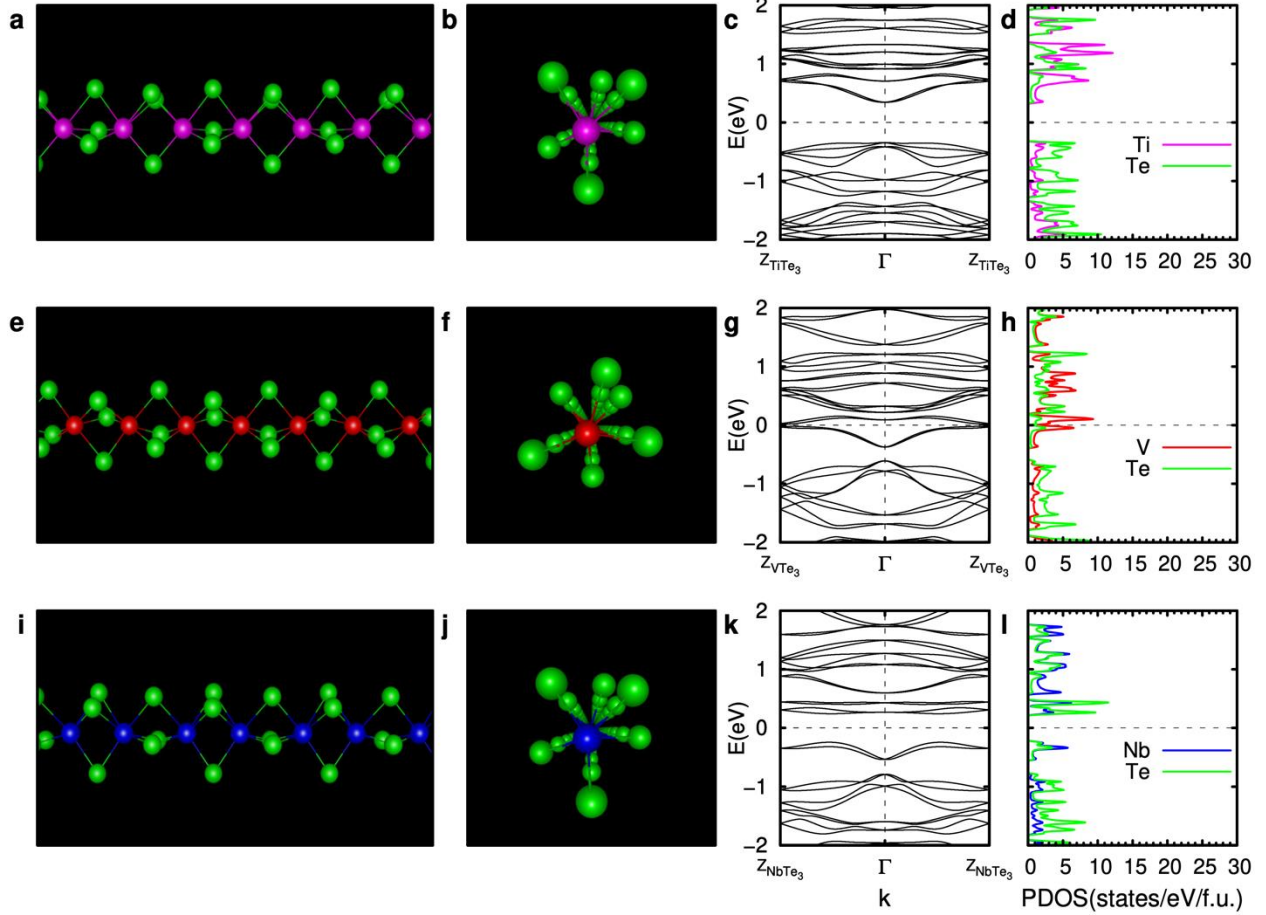 a b c d
E(eV)
2
1
0
−1
−2
Z_TiTe₃ Γ Z_TiTe₃
Ti
Te
0 5 10 15 20 25 30
e f g h
E(eV)
2
1
0
−1
−2
Z_VTe₃ Γ Z_VTe₃
V
Te
0 5 10 15 20 25 30
i j k l
E(eV)
2
1
0
−1
−2
Z_NbTe₃ Γ Z_NbTe₃
k
Nb
Te
0 5 10 15 20 25 30
PDOS(states/eV/f.u.)